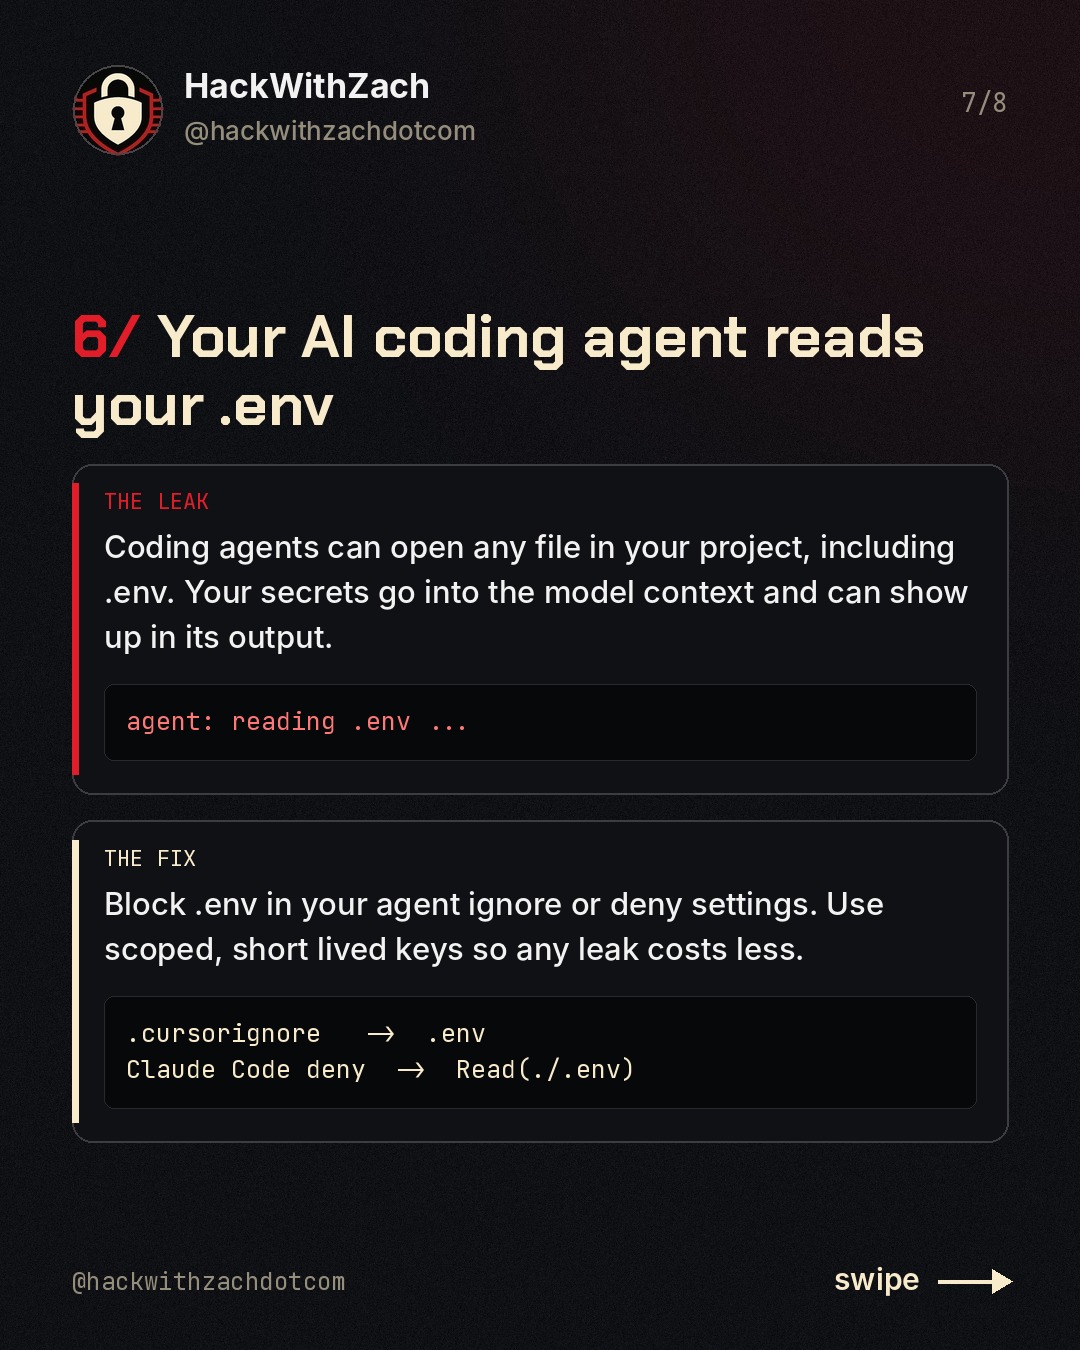 HackWithZach
@hackwithzachdotcom
7/8
6/ Your AI coding agent reads
your .env
THE LEAK
Coding agents can open any file in your project, including
.env. Your secrets go into the model context and can show
up in its output.
agent: reading .env ...
THE FIX
Block .env in your agent ignore or deny settings. Use
scoped, short lived keys so any leak costs less.
.cursorignore → .env
Claude Code deny → Read(./.env)
@hackwithzachdotcom
swipe →